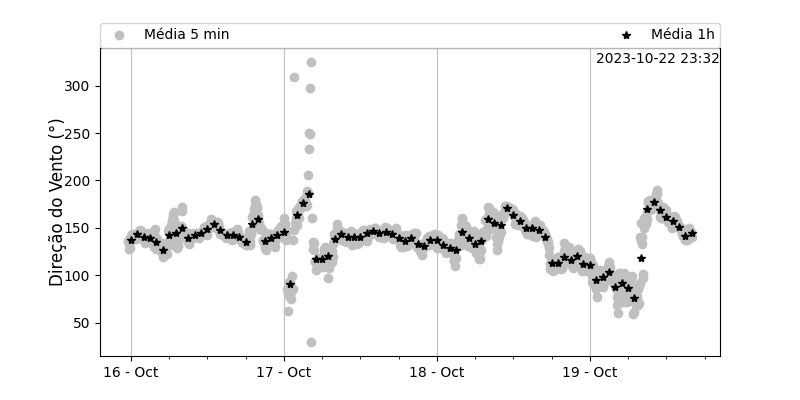 Média 5 min
Média 1h
2023-10-22 23:32
Direção do Vento (°)
300
250
200
150
100
50
16 - Oct
17 - Oct
18 - Oct
19 - Oct